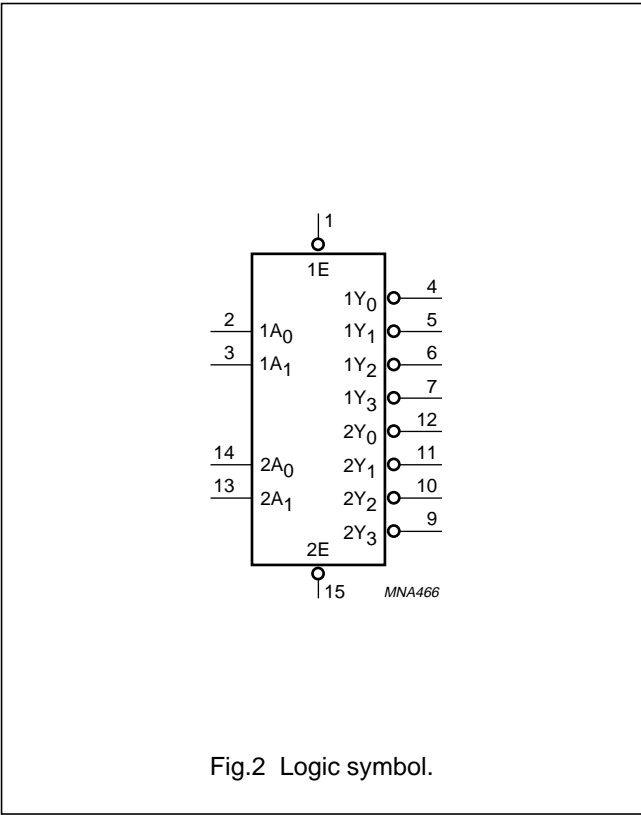 1
1E
1Y0 4
2 1A0 1Y1 5
3 1A1 1Y2 6
1Y3 7
2Y0 12
14 2A0 2Y1 11
13 2A1 2Y2 10
2Y3 9
2E
15 MNA466
Fig.2 Logic symbol.